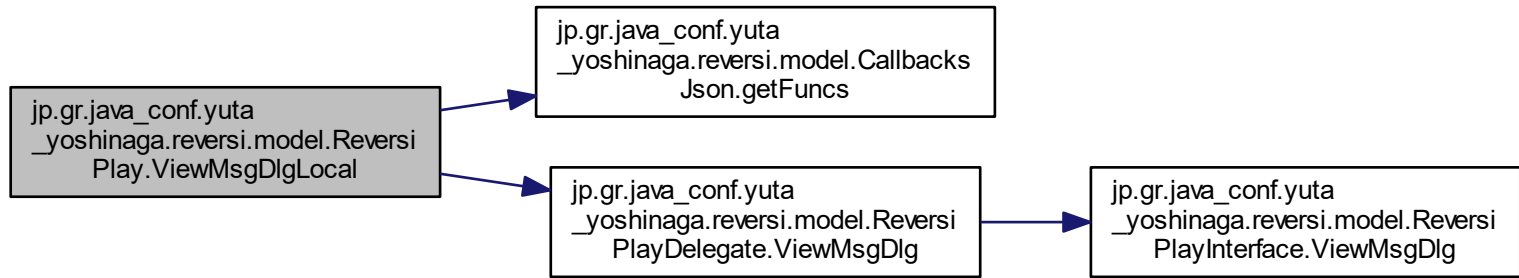 jp.gr.java_conf.yuta
_yoshinaga.reversi.model.Reversi
Play.ViewMsgDlgLocal
jp.gr.java_conf.yuta
_yoshinaga.reversi.model.Callbacks
Json.getFuncs
jp.gr.java_conf.yuta
_yoshinaga.reversi.model.Reversi
PlayDelegate.ViewMsgDlg
jp.gr.java_conf.yuta
_yoshinaga.reversi.model.Reversi
PlayInterface.ViewMsgDlg